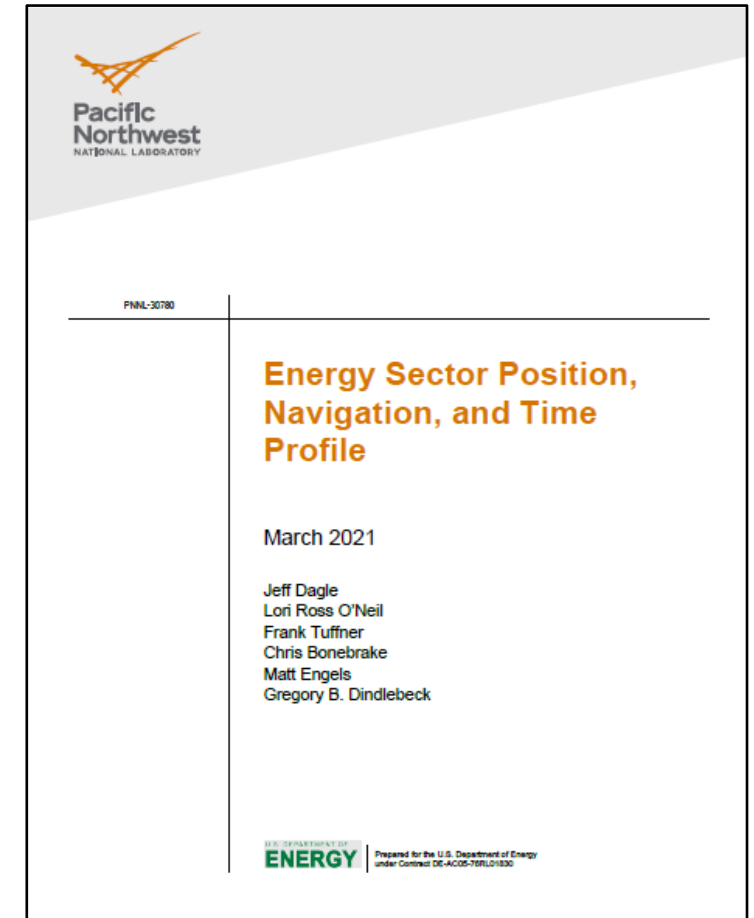 Pacific
Northwest
NATIONAL LABORATORY
PNNL-30780
Energy Sector Position,
Navigation, and Time
Profile
March 2021
Jeff Dagle
Lori Ross O'Neil
Frank Tuffner
Chris Bonebrake
Matt Engels
Gregory B. Dindlebeck
U.S. DEPARTMENT OF
ENERGY
Prepared for the U.S. Department of Energy
under Contract DE-AC05-76RL01830